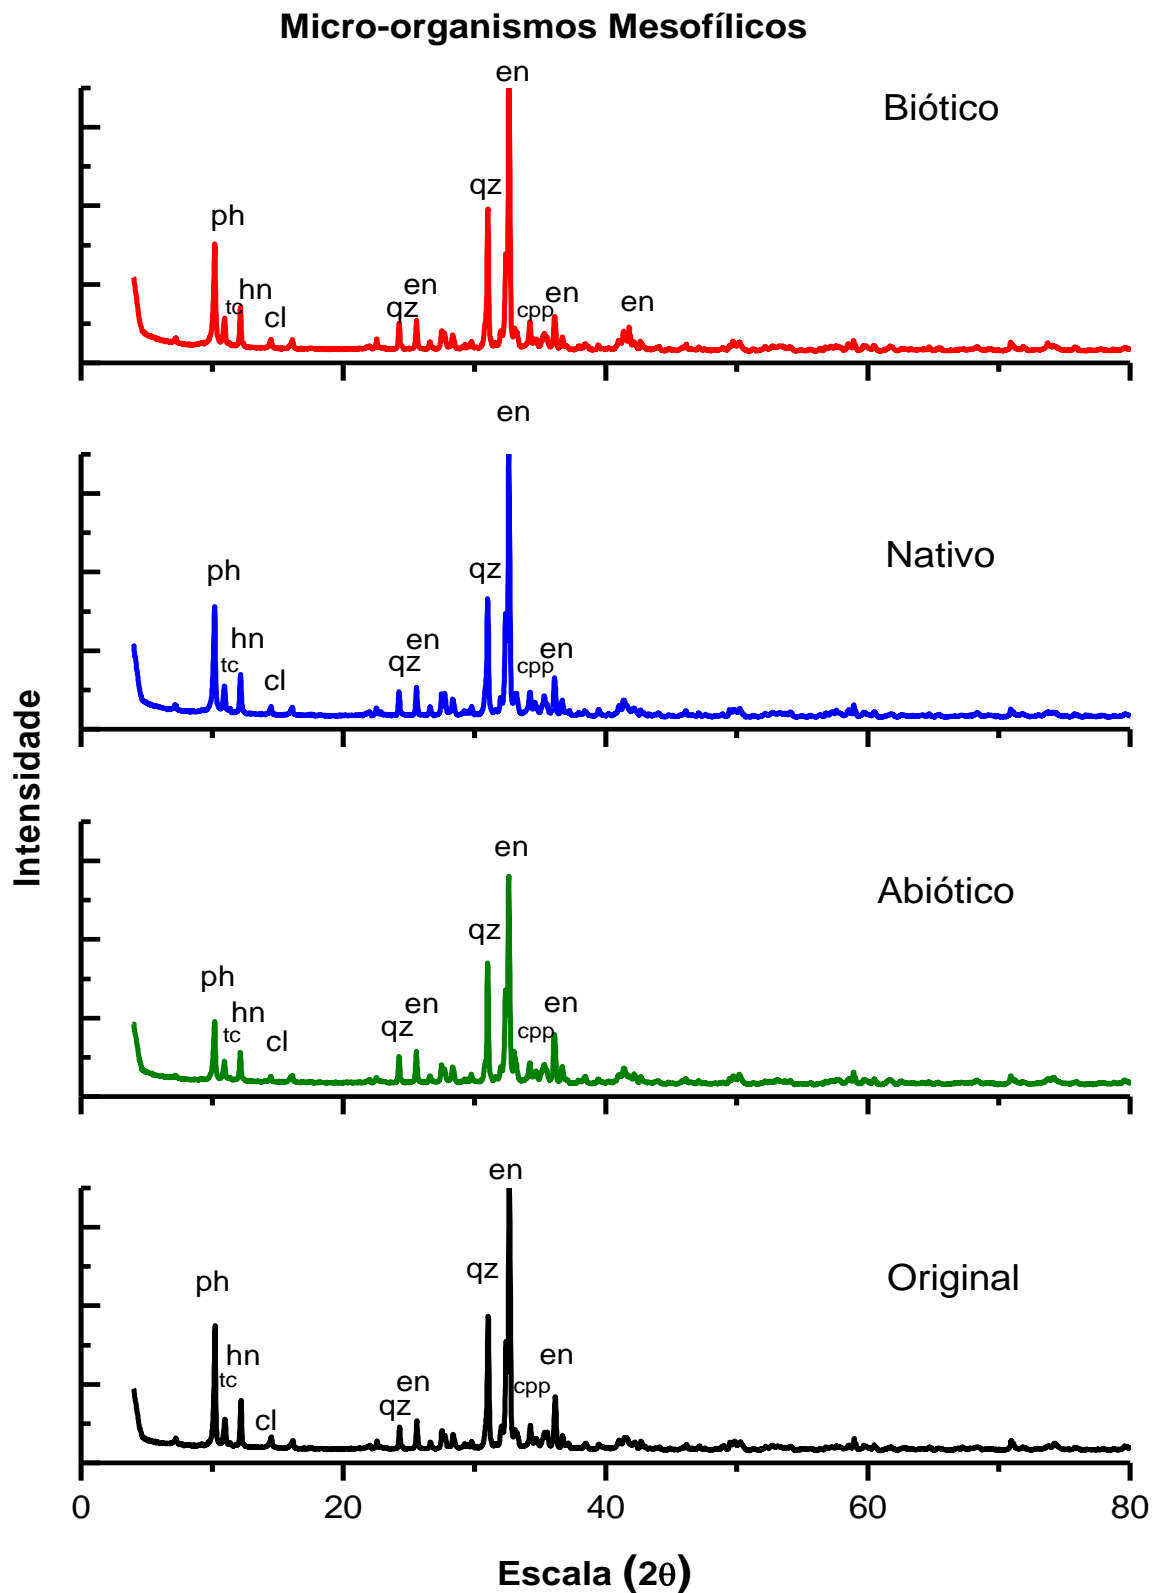 Micro-organismos Mesofílicos
en
Biótico
qz
ph
hn
tc
cl
en
qz
cpp
en
en
en
Nativo
qz
ph
hn
tc
cl
en
qz
cpp
en
Intensidade
en
Abiótico
qz
ph
hn
tc
cl
en
qz
cpp
en
en
Original
qz
ph
hn
tc
cl
en
qz
cpp
en
0 20 40 60 80
Escala (2θ)